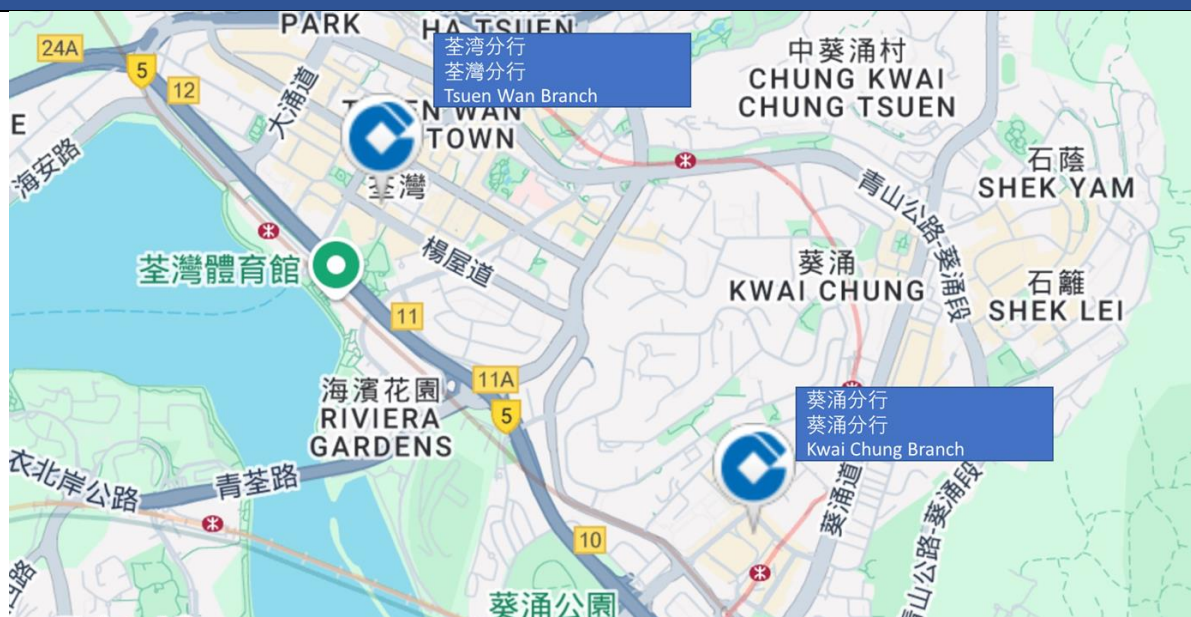 PARK
HA TSUEN
24A
5
12
大涌道
荃湾分行
荃灣分行
Tsuen Wan Branch
中葵涌村
CHUNG KWAI
CHUNG TSUEN
E
海安路
WAN
TOWN
荃灣
石蔭
SHEK YAM
青山公路-葵涌段
荃灣體育館
楊屋道
葵涌
KWAI CHUNG
石籬
SHEK LEI
11
11A
5
海濱花園
RIVIERA
GARDENS
葵涌分行
葵涌分行
Kwai Chung Branch
衣北岸公路
青荃路
葵涌道
青山公路-葵涌段
10
葵涌公園